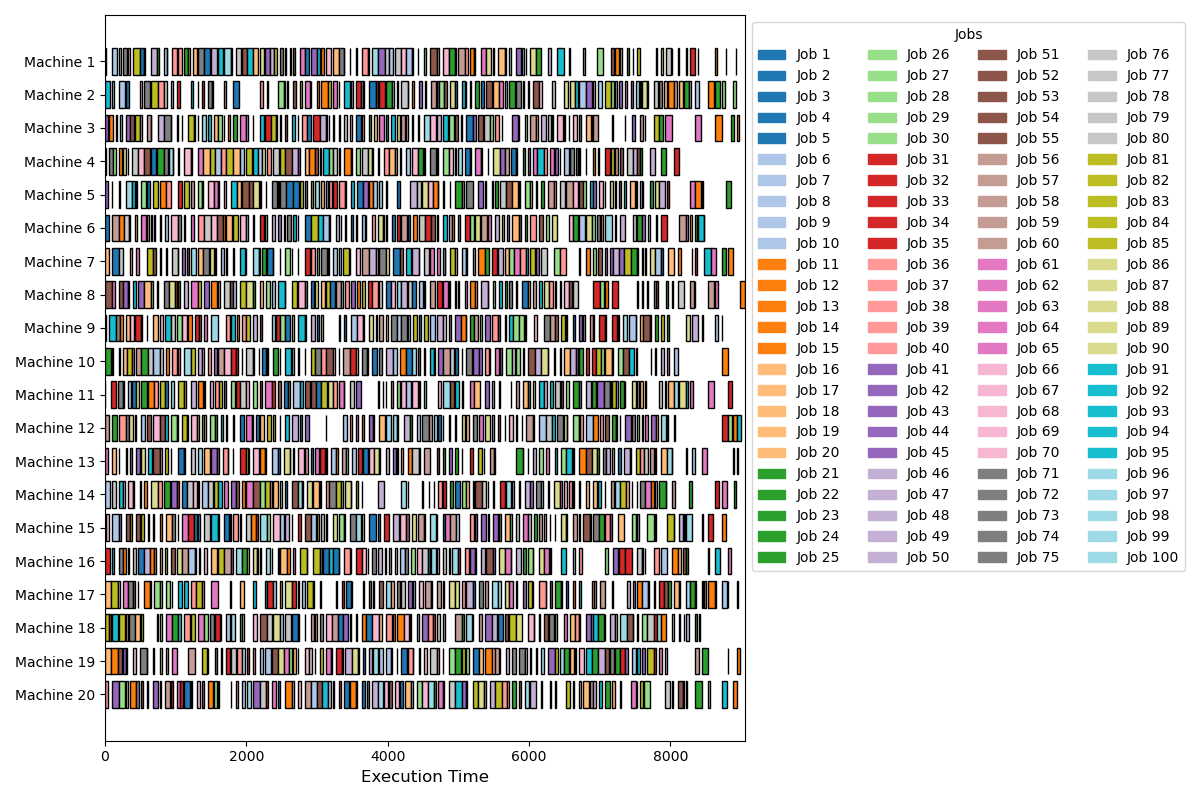 Machine 1
Machine 2
Machine 3
Machine 4
Machine 5
Machine 6
Machine 7
Machine 8
Machine 9
Machine 10
Machine 11
Machine 12
Machine 13
Machine 14
Machine 15
Machine 16
Machine 17
Machine 18
Machine 19
Machine 20
0 2000 4000 6000 8000
Execution Time
Jobs
Job 1 Job 26 Job 51 Job 76
Job 2 Job 27 Job 52 Job 77
Job 3 Job 28 Job 53 Job 78
Job 4 Job 29 Job 54 Job 79
Job 5 Job 30 Job 55 Job 80
Job 6 Job 31 Job 56 Job 81
Job 7 Job 32 Job 57 Job 82
Job 8 Job 33 Job 58 Job 83
Job 9 Job 34 Job 59 Job 84
Job 10 Job 35 Job 60 Job 85
Job 11 Job 36 Job 61 Job 86
Job 12 Job 37 Job 62 Job 87
Job 13 Job 38 Job 63 Job 88
Job 14 Job 39 Job 64 Job 89
Job 15 Job 40 Job 65 Job 90
Job 16 Job 41 Job 66 Job 91
Job 17 Job 42 Job 67 Job 92
Job 18 Job 43 Job 68 Job 93
Job 19 Job 44 Job 69 Job 94
Job 20 Job 45 Job 70 Job 95
Job 21 Job 46 Job 71 Job 96
Job 22 Job 47 Job 72 Job 97
Job 23 Job 48 Job 73 Job 98
Job 24 Job 49 Job 74 Job 99
Job 25 Job 50 Job 75 Job 100